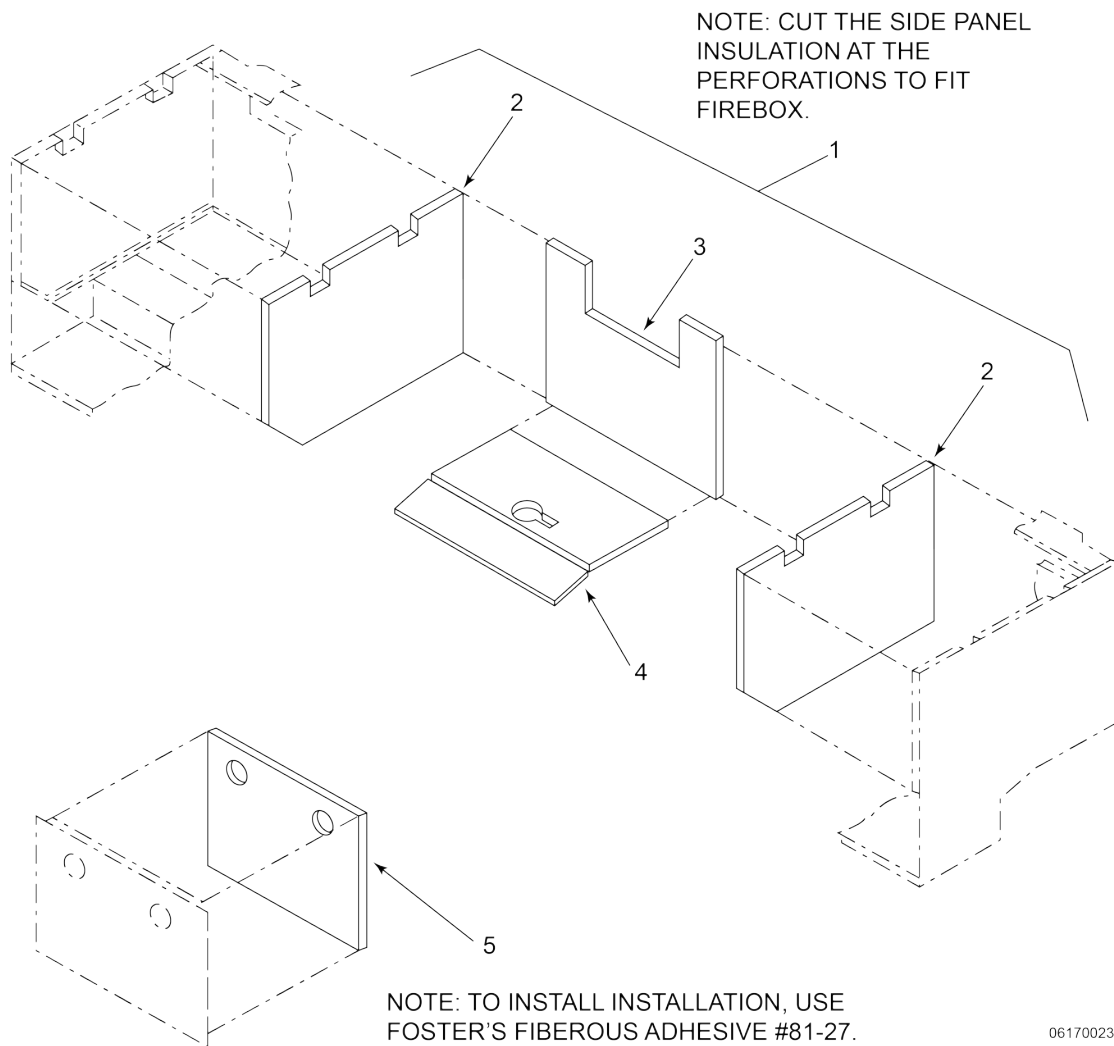 NOTE: CUT THE SIDE PANEL
INSULATION AT THE
PERFORATIONS TO FIT
FIREBOX.
2
1
3
2
4
5
NOTE: TO INSTALL INSTALLATION, USE
FOSTER'S FIBEROUS ADHESIVE #81-27.
06170023